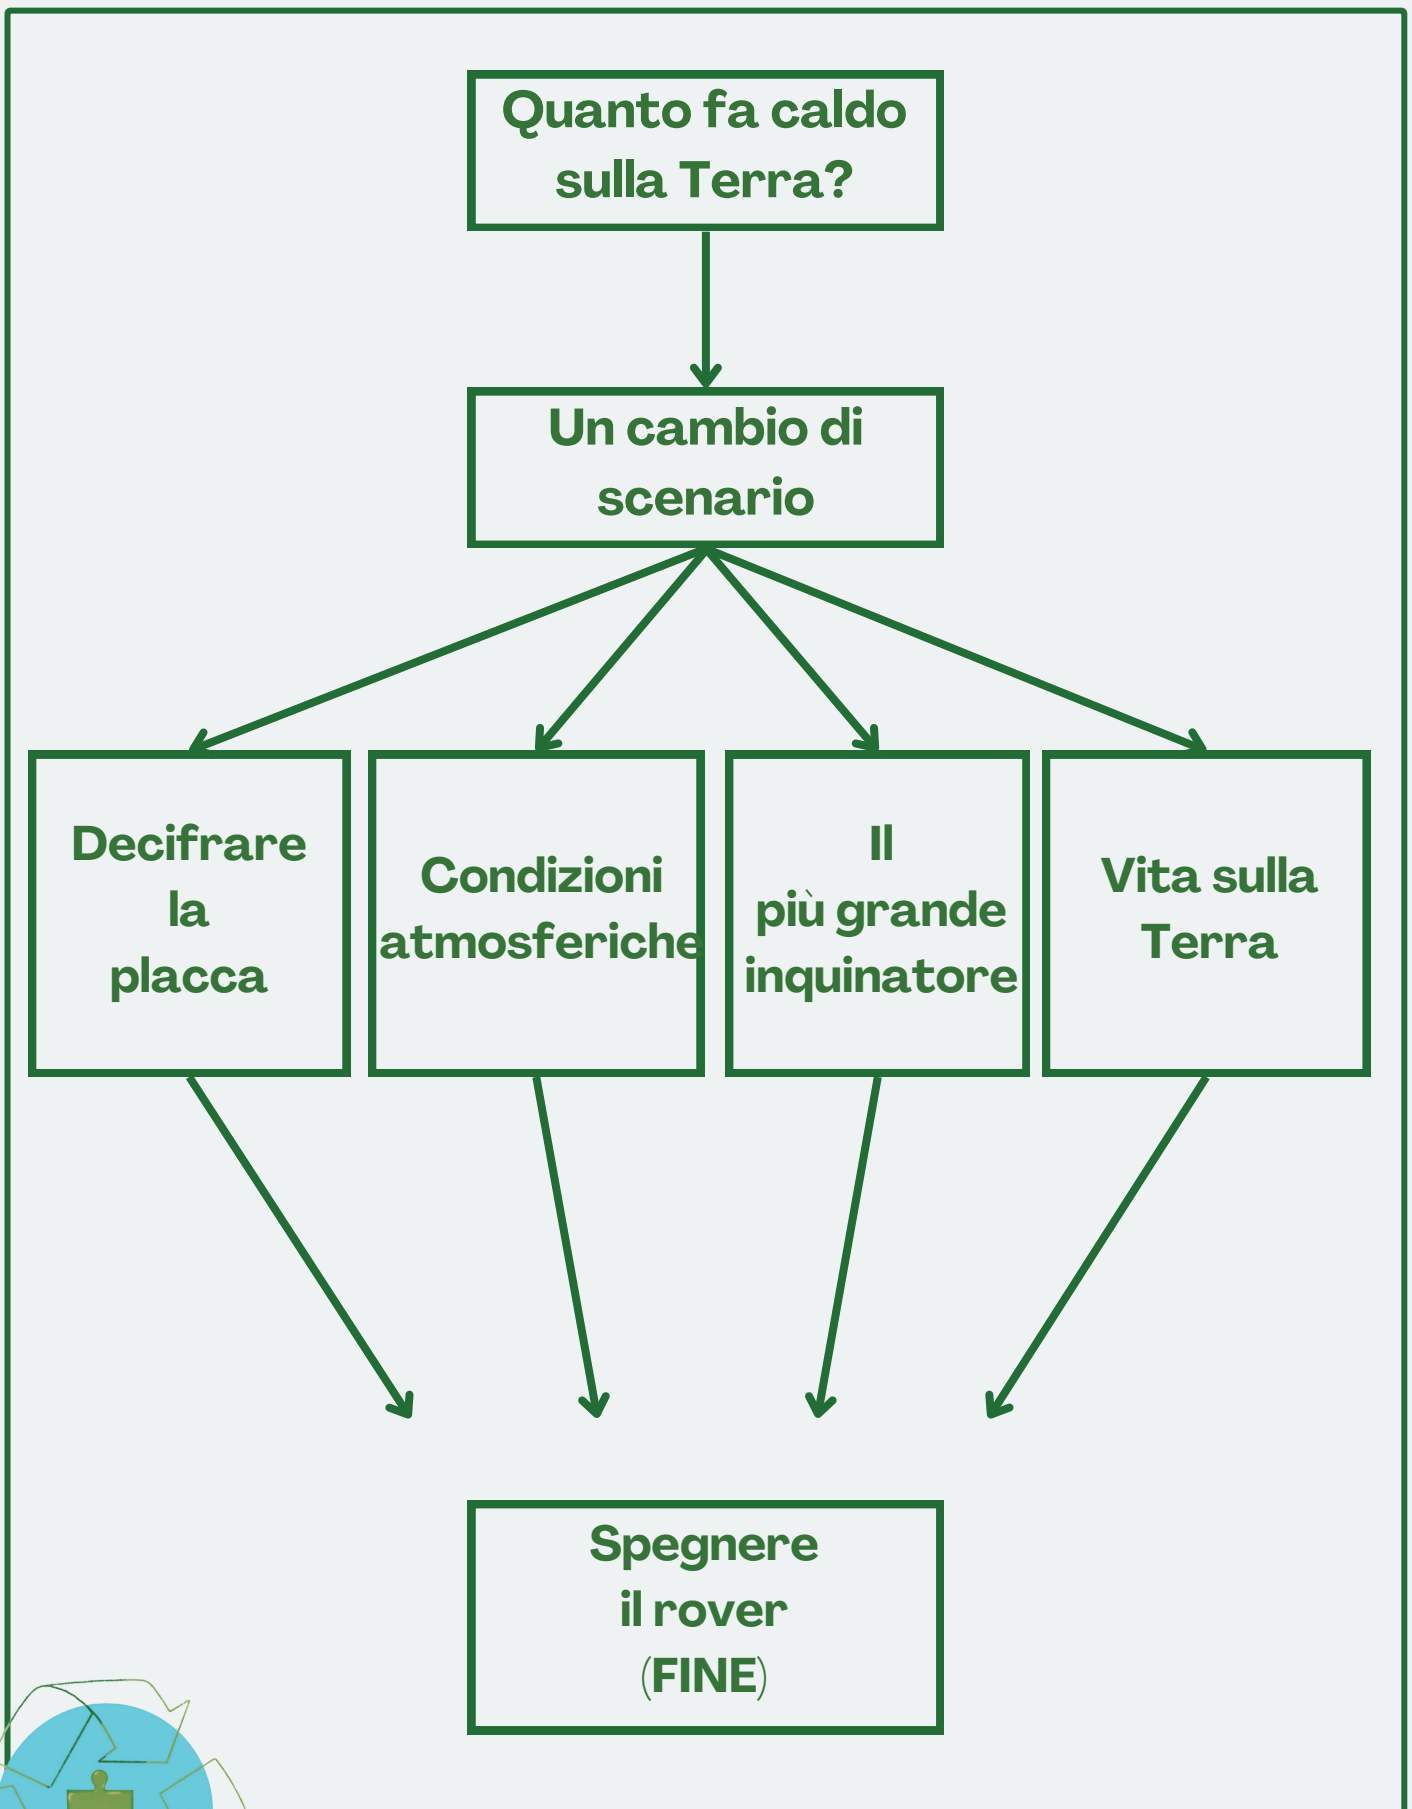 Quanto fa caldo
sulla Terra?
Un cambio di
scenario
Decifrare
la
placca
Condizioni
atmosferiche
Il
più grande
inquinatore
Vita sulla
Terra
Spegnere
il rover
(FINE)